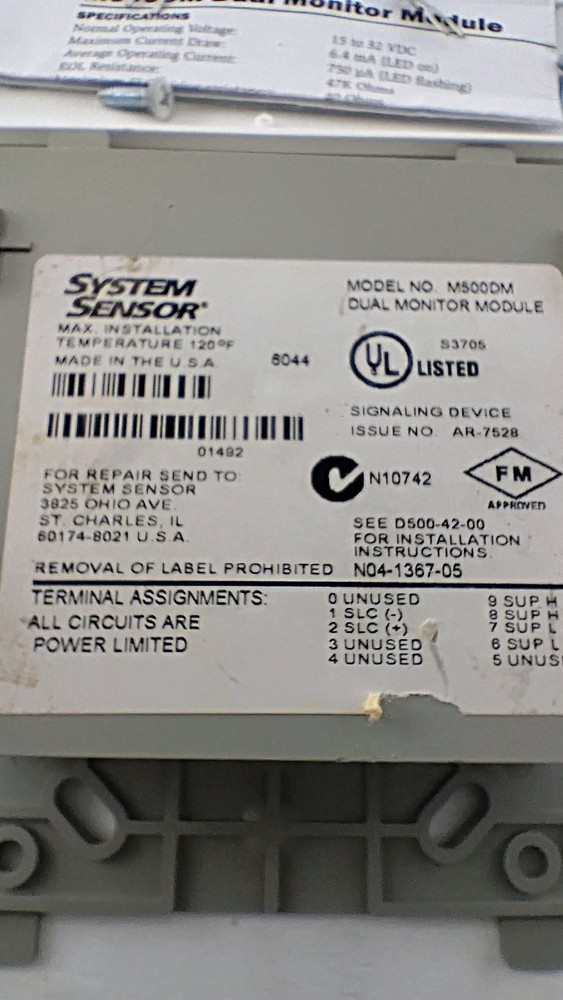 Dual Monitor Module
SPECIFICATIONS
Normal Operating Voltage: 15 to 32 VDC
Maximum Current Draw: 6.4 mA (LED on)
Average Operating Current: 750 µA (LED flashing)
EOL Resistance: 47K Ohms
SYSTEM
SENSOR®
MAX. INSTALLATION
TEMPERATURE 120°F
MADE IN THE U.S.A. 6044
01492
FOR REPAIR SEND TO:
SYSTEM SENSOR
3825 OHIO AVE.
ST. CHARLES, IL
60174-8021 U.S.A.
MODEL NO. M500DM
DUAL MONITOR MODULE
S3705
UL LISTED
SIGNALING DEVICE
ISSUE NO. AR-7528
N10742
FM
APPROVED
SEE D500-42-00
FOR INSTALLATION
INSTRUCTIONS.
REMOVAL OF LABEL PROHIBITED N04-1367-05
TERMINAL ASSIGNMENTS:
ALL CIRCUITS ARE
POWER LIMITED
0 UNUSED
1 SLC (-)
2 SLC (+)
3 UNUSED
4 UNUSED
9 SUP H
8 SUP H
7 SUP L
6 SUP L
5 UNUS